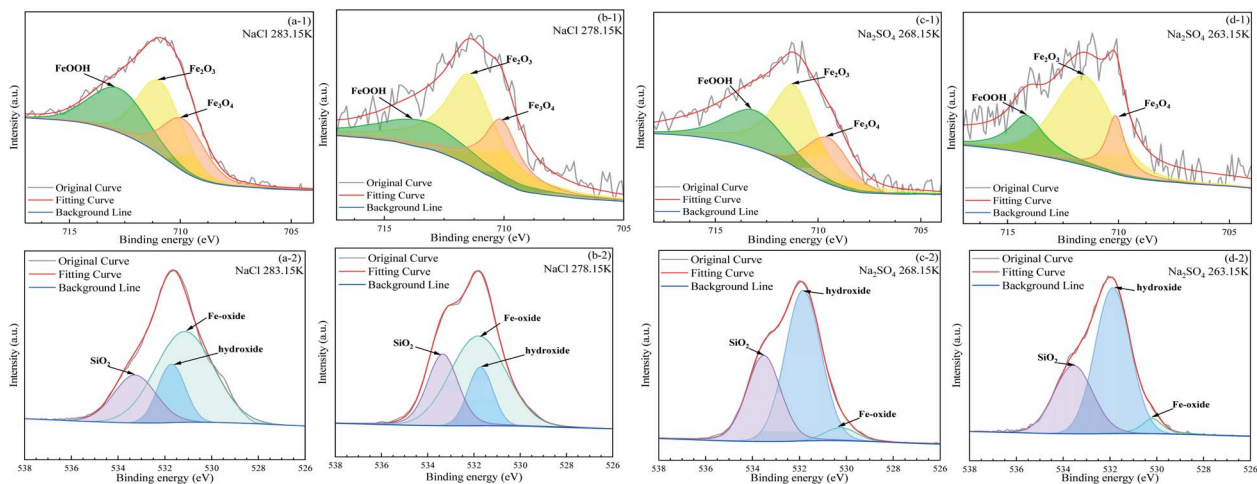 (a-1)
NaCl 283.15K
FeOOH
Fe₂O₃
Fe₃O₄
Original Curve
Fitting Curve
Background Line
Intensity (a.u.)
715
710
705
Binding energy (eV)
(b-1)
NaCl 278.15K
Fe₂O₃
FeOOH
Fe₃O₄
Original Curve
Fitting Curve
Background Line
Intensity (a.u.)
715
710
705
Binding energy (eV)
(c-1)
Na₂SO₄ 268.15K
FeOOH
Fe₂O₃
Fe₃O₄
Original Curve
Fitting Curve
Background Line
Intensity (a.u.)
715
710
705
Binding energy (eV)
(d-1)
Na₂SO₄ 263.15K
Fe₂O₃
FeOOH
Fe₃O₄
Original Curve
Fitting Curve
Background Line
Intensity (a.u.)
715
710
705
Binding energy (eV)
(a-2)
NaCl 283.15K
Original Curve
Fitting Curve
Background Line
Fe-oxide
hydroxide
SiO₂
Intensity (a.u.)
538
536
534
532
530
528
526
Binding energy (eV)
(b-2)
NaCl 278.15K
Original Curve
Fitting Curve
Background Line
Fe-oxide
SiO₂
hydroxide
Intensity (a.u.)
538
536
534
532
530
528
526
Binding energy (eV)
(c-2)
Na₂SO₄ 268.15K
Original Curve
Fitting Curve
Background Line
hydroxide
SiO₂
Fe-oxide
Intensity (a.u.)
538
536
534
532
530
528
526
Binding energy (eV)
(d-2)
Na₂SO₄ 263.15K
Original Curve
Fitting Curve
Background Line
hydroxide
SiO₂
Fe-oxide
Intensity (a.u.)
538
536
534
532
530
528
526
Binding energy (eV)